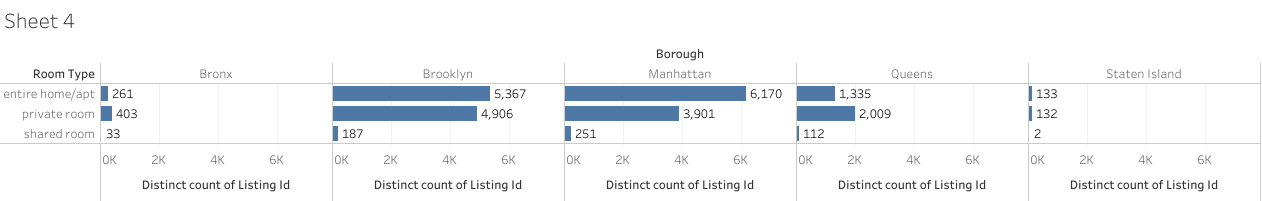 Sheet 4
Borough
Room Type Bronx Brooklyn Manhattan Queens Staten Island
entire home/apt 261 5,367 6,170 1,335 133
private room 403 4,906 3,901 2,009 132
shared room 33 187 251 112 2
0K 2K 4K 6K 0K 2K 4K 6K 0K 2K 4K 6K 0K 2K 4K 6K 0K 2K 4K 6K
Distinct count of Listing Id Distinct count of Listing Id Distinct count of Listing Id Distinct count of Listing Id Distinct count of Listing Id